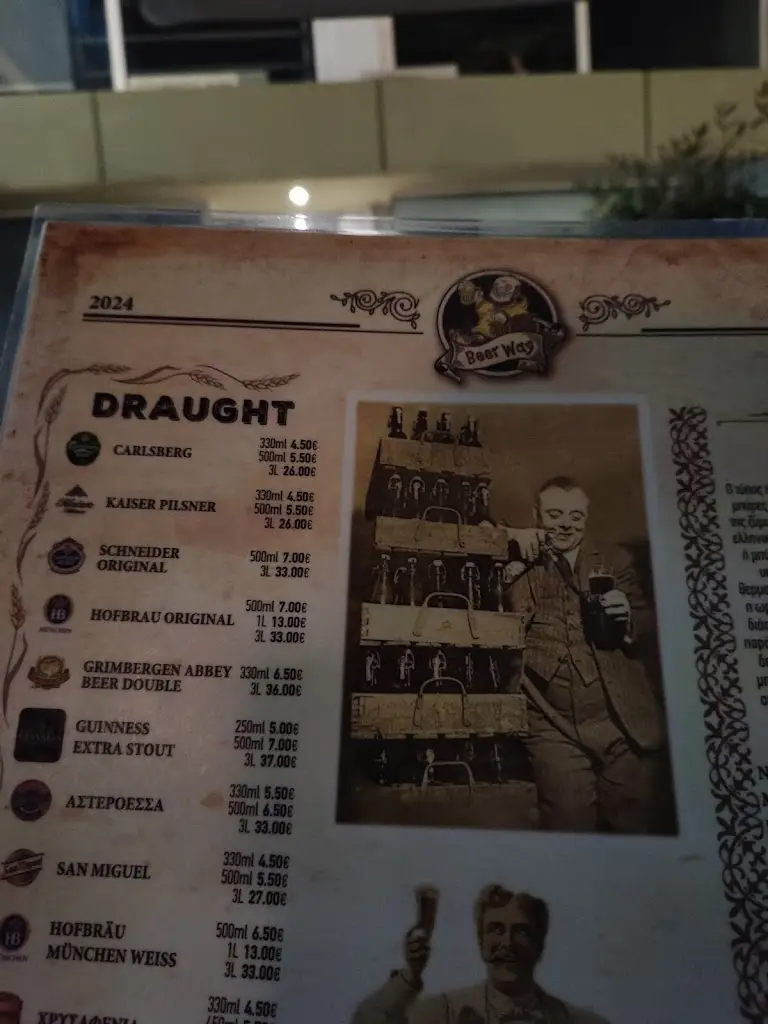 2024
Beer Way
DRAUGHT
CARLSBERG
330ml 4.50€
500ml 5.50€
3L 26.00€
KAISER PILSNER
330ml 4.50€
500ml 5.50€
3L 26.00€
SCHNEIDER
ORIGINAL
500ml 7.00€
3L 33.00€
HB
HOFBRAU ORIGINAL
500ml 7.00€
1L 13.00€
3L 33.00€
GRIMBERGEN ABBEY
BEER DOUBLE
330ml 6.50€
3L 36.00€
GUINNESS
EXTRA STOUT
250ml 5.00€
500ml 7.00€
3L 37.00€
ΑΣΤΕΡΟΕΣΣΑ
330ml 5.50€
500ml 6.50€
3L 33.00€
SAN MIGUEL
330ml 4.50€
500ml 5.50€
3L 27.00€
HB
HOFBRÄU
MÜNCHEN WEISS
500ml 6.50€
1L 13.00€
3L 33.00€
ΧΡΥΣΑΦΕΝΙΑ
330ml 4.50€